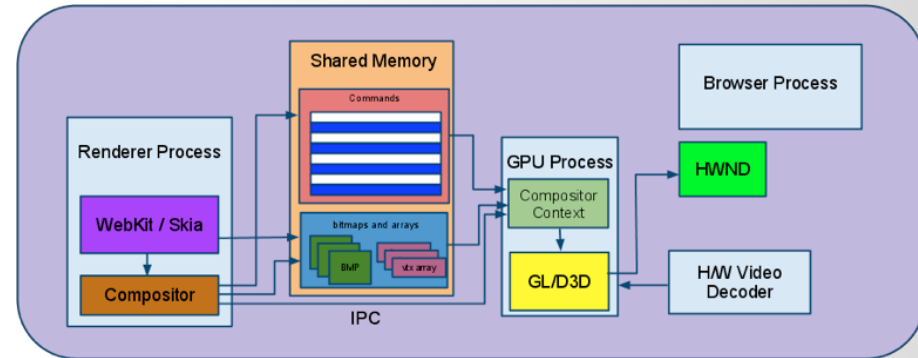 Shared Memory
Commands
Renderer Process
WebKit / Skia
Compositor
bitmaps and arrays
BMP
vtx array
IPC
GPU Process
Compositor
Context
GL/D3D
Browser Process
HWND
H/W Video
Decoder